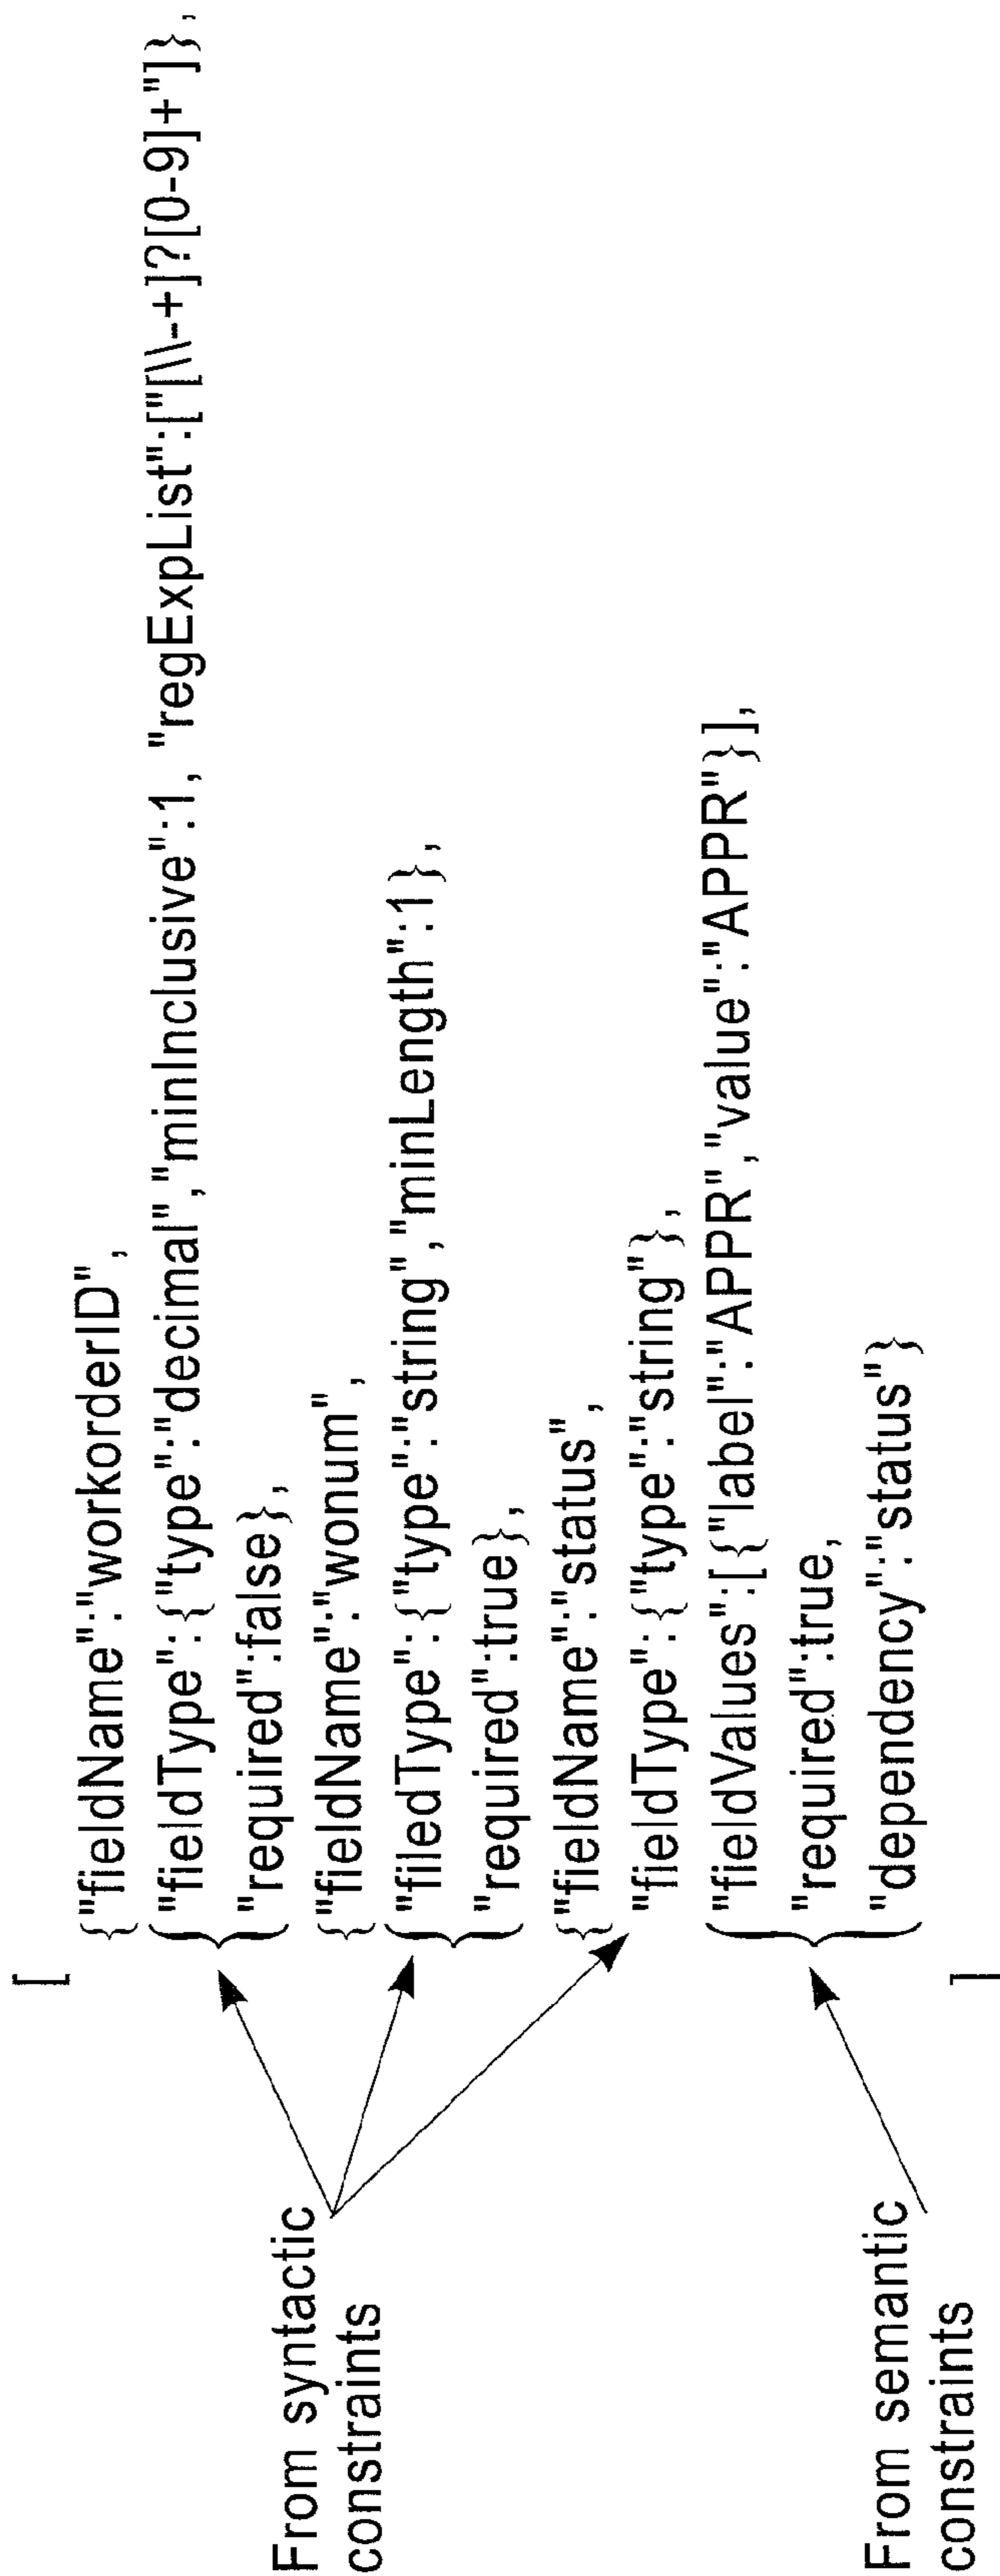 [
{"fieldName":"workorderID",
{"fieldType":{"type":"decimal","minInclusive":1, "regExpList":["[\\-+]?[0-9]+"]},
"required":false},
{"fieldName":"wonum",
{"filedType":{"type":"string","minLength":1},
"required":true},
{"fieldName":"status",
"fieldType":{"type":"string"},
"fieldValues":[{"label":"APPR","value":"APPR"}],
"required":true,
"dependency":"status"}
]
From syntactic
constraints
From semantic
constraints